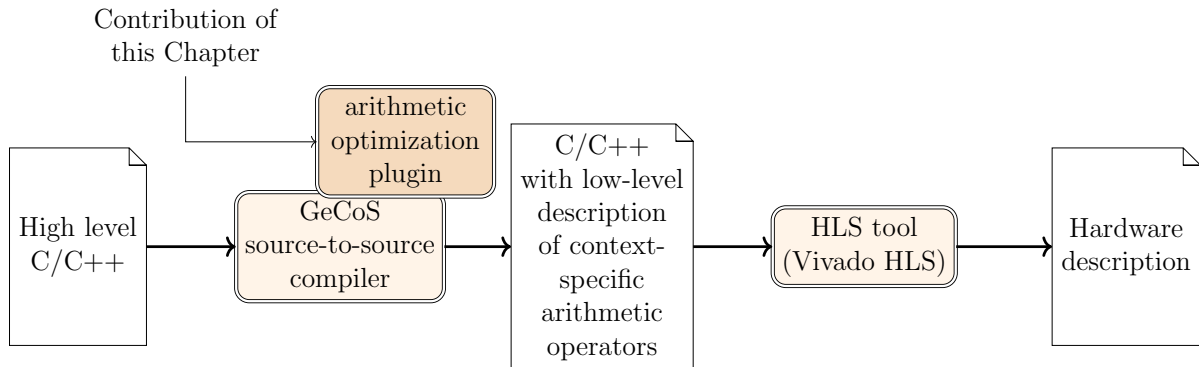 Contribution of
this Chapter
High level
C/C++
arithmetic
optimization
plugin
GeCoS
source-to-source
compiler
C/C++
with low-level
description
of context-
specific
arithmetic
operators
HLS tool
(Vivado HLS)
Hardware
description